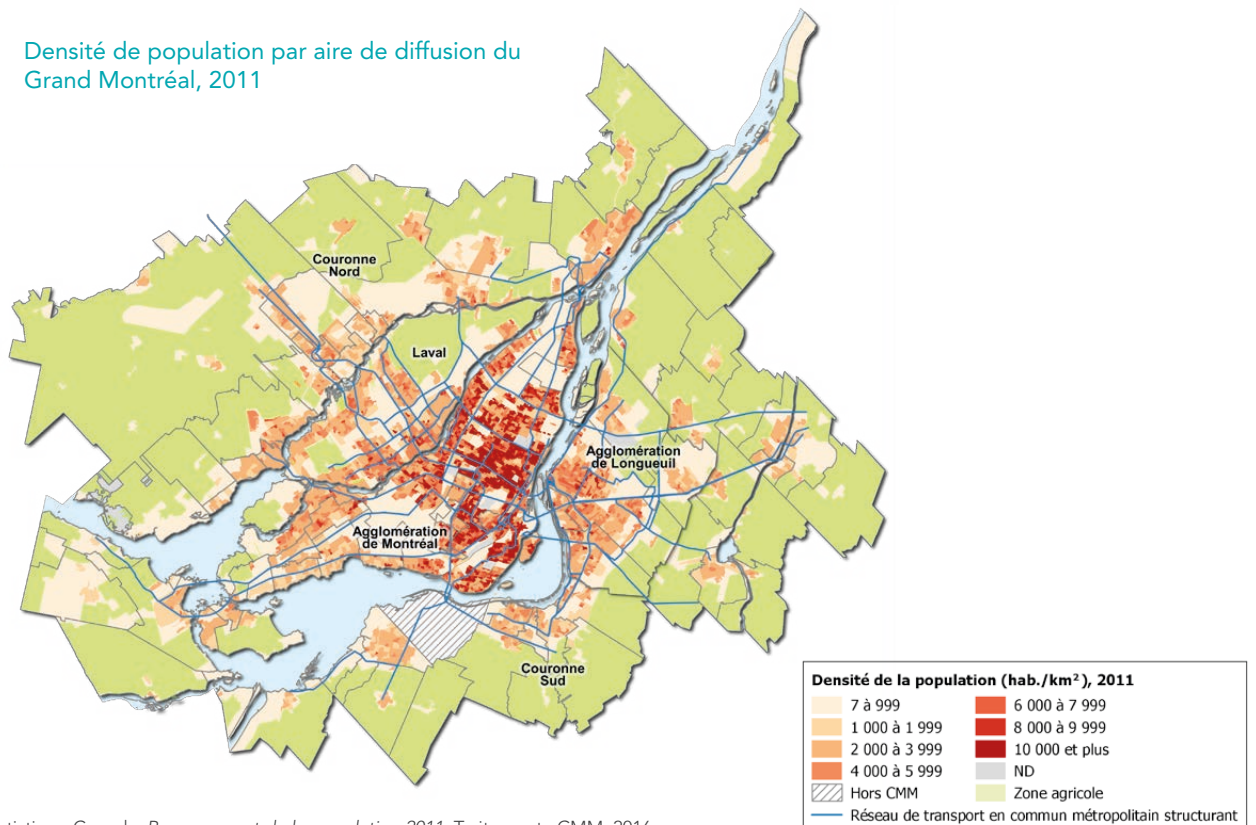 Densité de population par aire de diffusion du
Grand Montréal, 2011
Couronne
Nord
Laval
Agglomération
de Longueuil
Agglomération
de Montréal
Couronne
Sud
Densité de la population (hab./km²), 2011
7 à 999
1 000 à 1 999
2 000 à 3 999
4 000 à 5 999
Hors CMM
6 000 à 7 999
8 000 à 9 999
10 000 et plus
ND
Zone agricole
Réseau de transport en commun métropolitain structurant